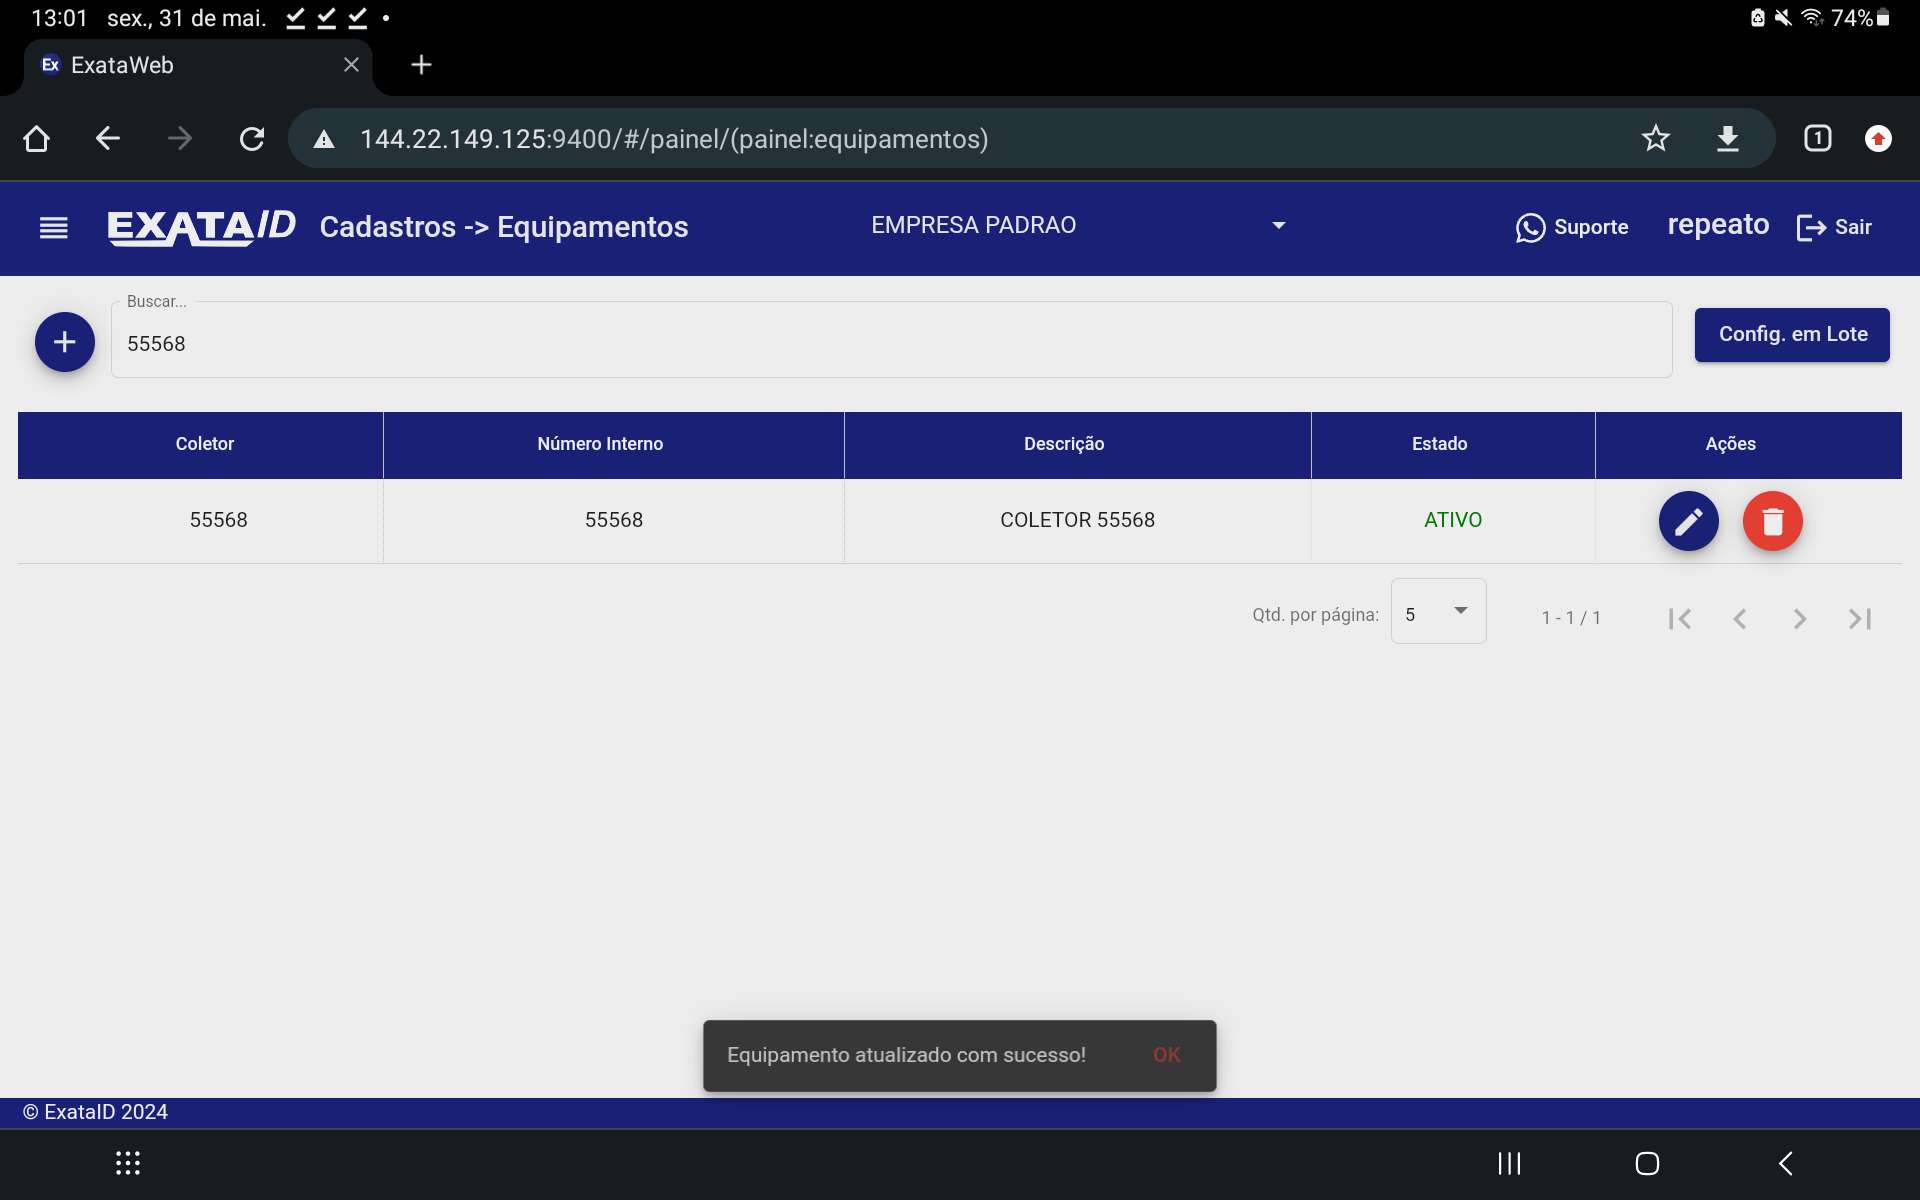 13:01 sex., 31 de mai.
74%
Ex ExataWeb
144.22.149.125:9400/#/painel/(painel:equipamentos)
1
EXATAID Cadastros -> Equipamentos EMPRESA PADRAO Suporte repeato Sair
Buscar...
55568
Config. em Lote
Coletor Número Interno Descrição Estado Ações
55568 55568 COLETOR 55568 ATIVO
Qtd. por página: 5 1 - 1 / 1
Equipamento atualizado com sucesso! OK
© ExataID 2024